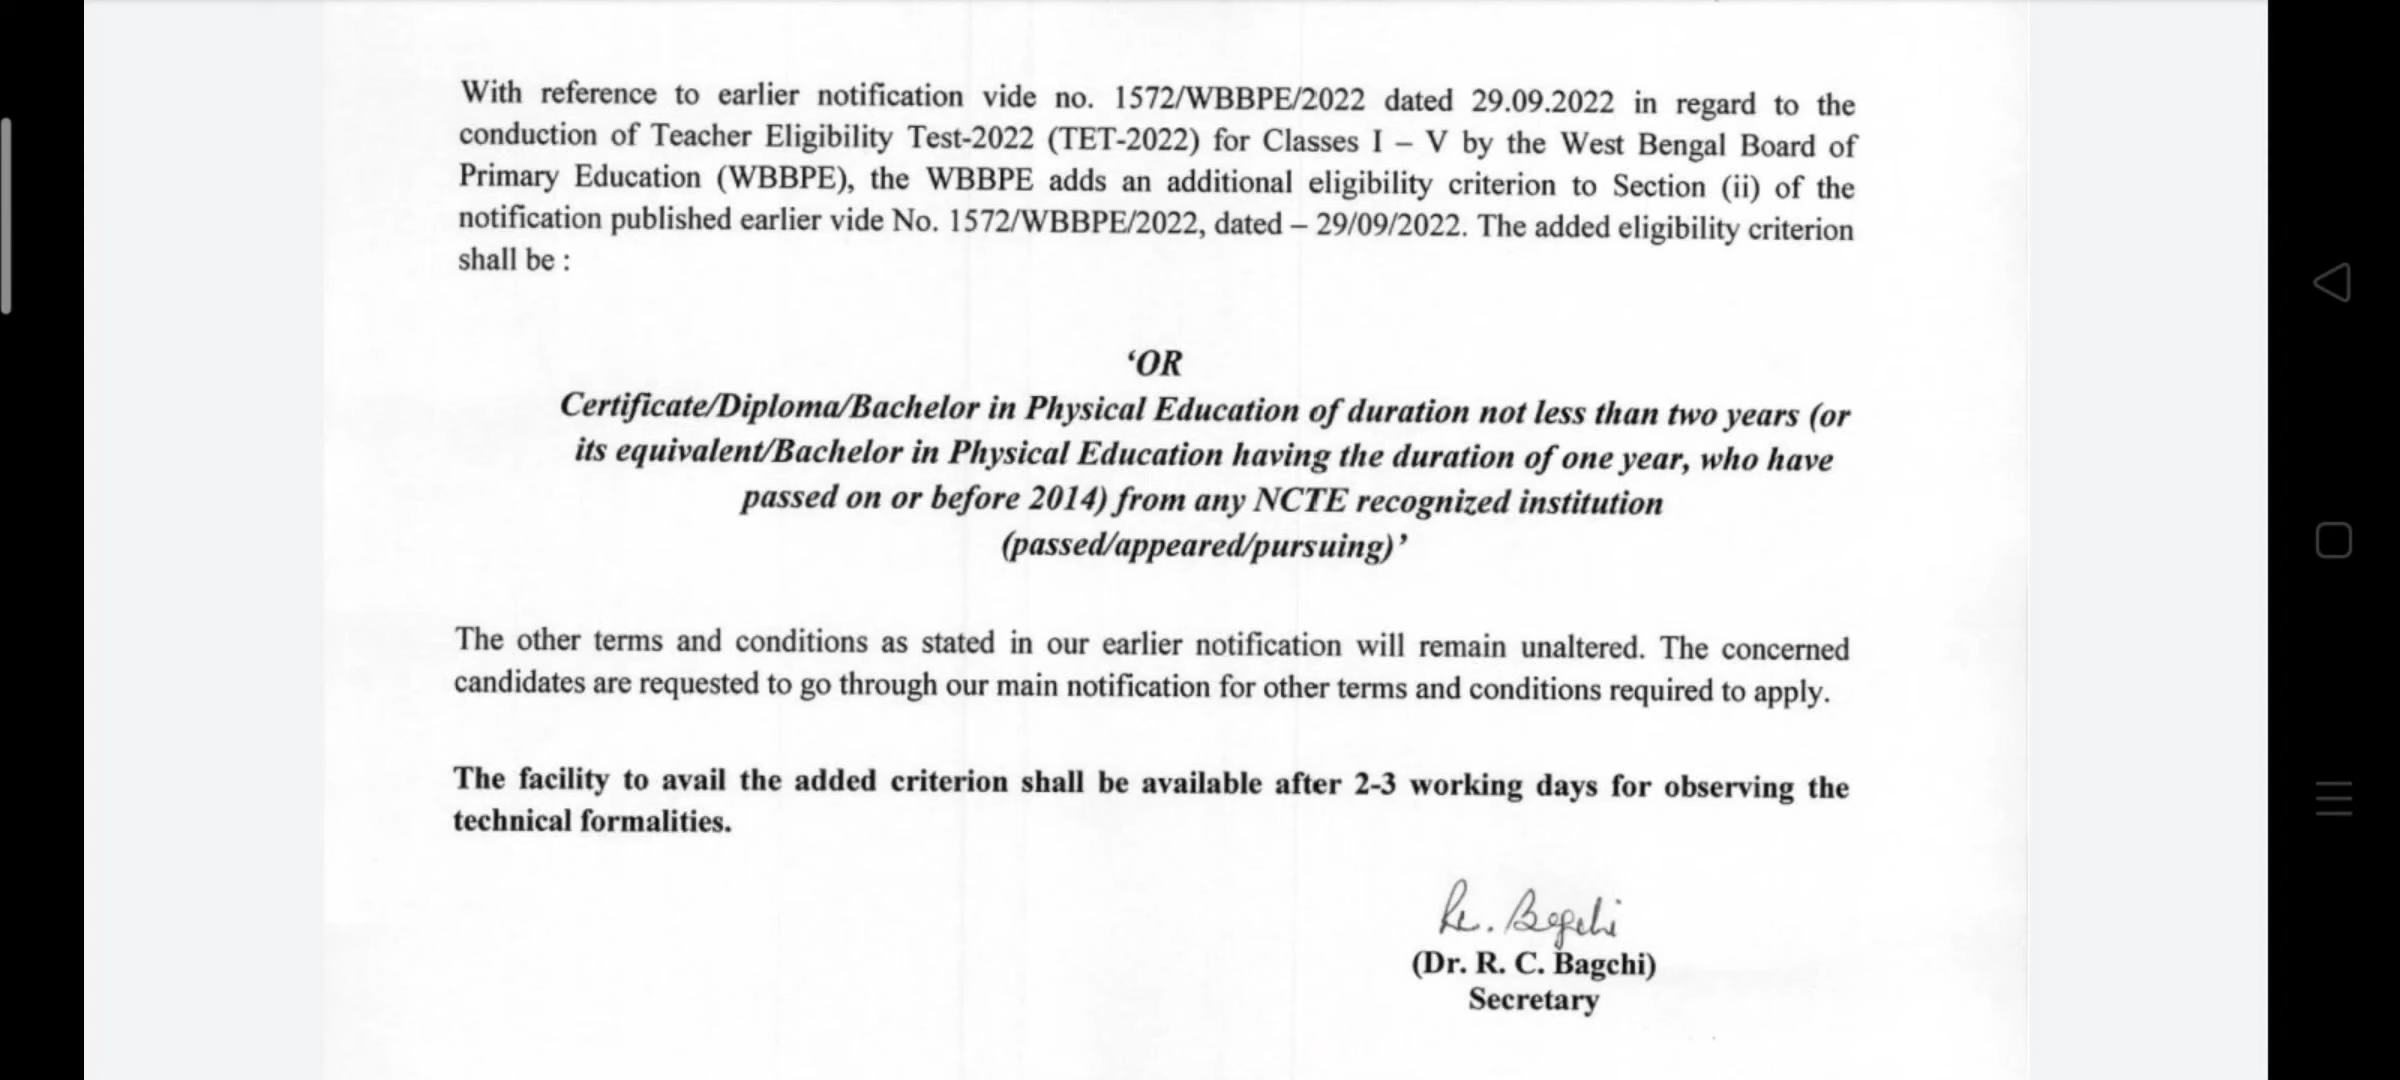 With reference to earlier notification vide no. 1572/WBBPE/2022 dated 29.09.2022 in regard to the
conduction of Teacher Eligibility Test-2022 (TET-2022) for Classes I – V by the West Bengal Board of
Primary Education (WBBPE), the WBBPE adds an additional eligibility criterion to Section (ii) of the
notification published earlier vide No. 1572/WBBPE/2022, dated – 29/09/2022. The added eligibility criterion
shall be :
‘OR
Certificate/Diploma/Bachelor in Physical Education of duration not less than two years (or
its equivalent/Bachelor in Physical Education having the duration of one year, who have
passed on or before 2014) from any NCTE recognized institution
(passed/appeared/pursuing)’
The other terms and conditions as stated in our earlier notification will remain unaltered. The concerned
candidates are requested to go through our main notification for other terms and conditions required to apply.
The facility to avail the added criterion shall be available after 2-3 working days for observing the
technical formalities.
R. Bagchi
(Dr. R. C. Bagchi)
Secretary